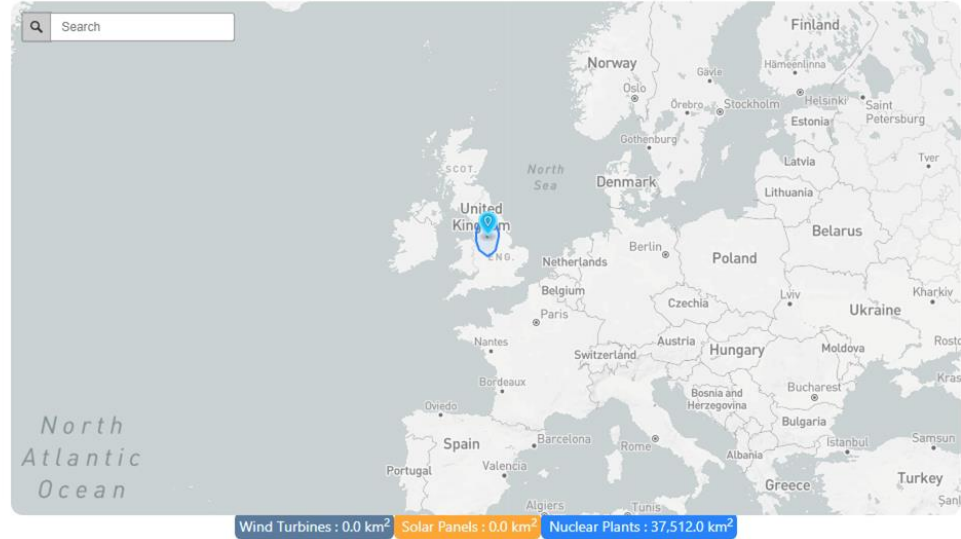 Search
Finland
Norway
Hämeenlinna
Gävle
Oslo
Örebro
Stockholm
Helsinki
Saint
Petersburg
Estonia
Gothenburg
SCOT.
North
Sea
Latvia
Tver
Denmark
Lithuania
United
Kingdom
Belarus
Berlin
ENG.
Netherlands
Poland
Belgium
Lviv
Kharkiv
Czechia
Paris
Ukraine
Nantes
Austria
Hungary
Moldova
Rosto
Switzerland
Bordeaux
Bosnia and
Herzegovina
Bucharest
Kras
Oviedo
Bulgaria
North
Atlantic
Ocean
Spain
Barcelona
Rome
Istanbul
Samsun
Albania
Portugal
Valencia
Greece
Turkey
Şanl
Algiers
Tunis
Wind Turbines : 0.0 km² Solar Panels : 0.0 km² Nuclear Plants : 37,512.0 km²